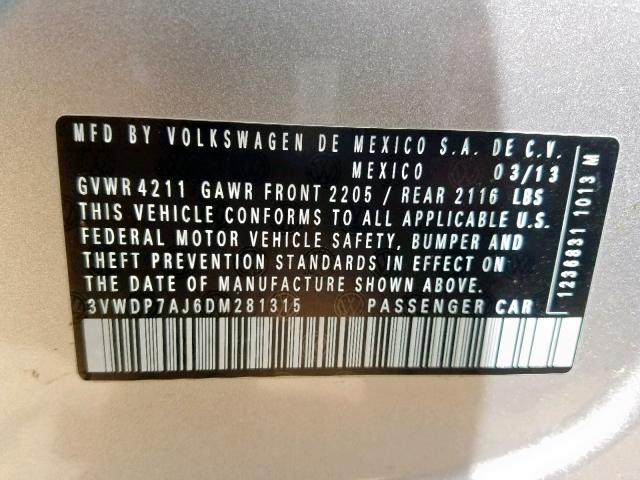 MFD BY VOLKSWAGEN DE MEXICO S.A. DE C.V.
MEXICO 03/13
GVWR 4211 GAWR FRONT 2205 / REAR 2116 LBS
THIS VEHICLE CONFORMS TO ALL APPLICABLE U.S.
FEDERAL MOTOR VEHICLE SAFETY, BUMPER AND
THEFT PREVENTION STANDARDS IN EFFECT ON
THE DATE OF MANUFACTURE SHOWN ABOVE.
3VWDP7AJ6DM281315 PASSENGER CAR
1236831 1013 M